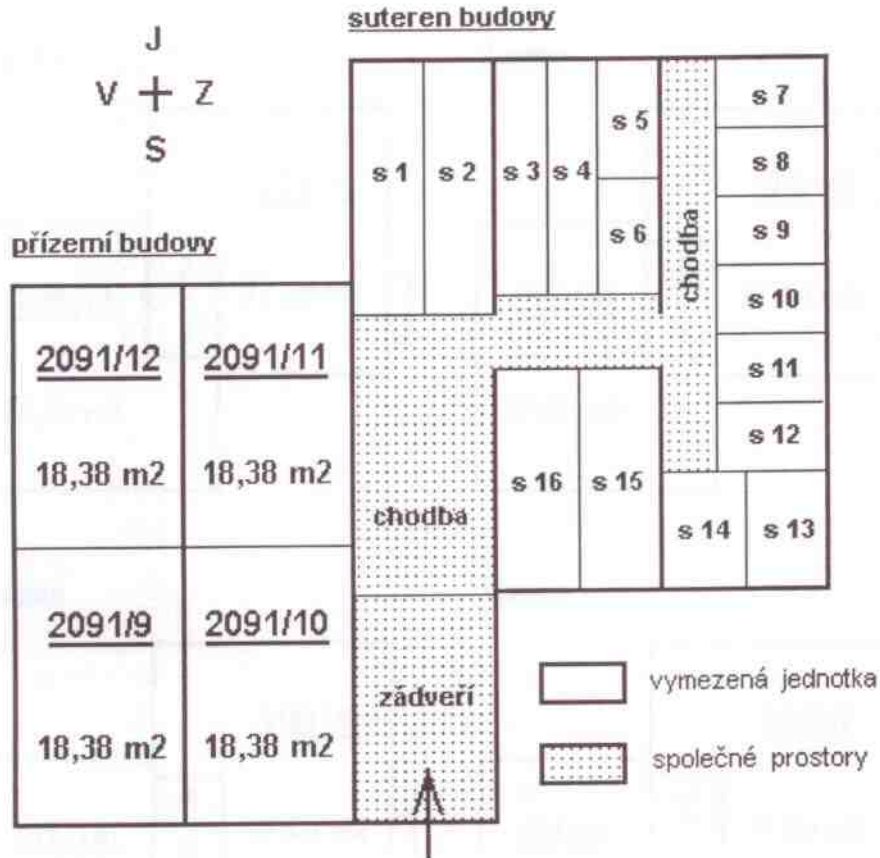 suteren budovy
J
V Z
S
s 1 s 2 s 3 s 4 s 5 s 6
chodba
s 7
s 8
s 9
s 10
s 11
s 12
přízemí budovy
2091/12 2091/11
18,38 m2 18,38 m2
chodba
s 16 s 15
s 14 s 13
2091/9 2091/10
18,38 m2 18,38 m2
zádveří
vymezená jednotka
společné prostory